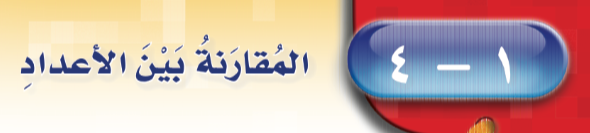 ١ – ٤ المُقارَنةُ بَيْنَ الأعدادِ